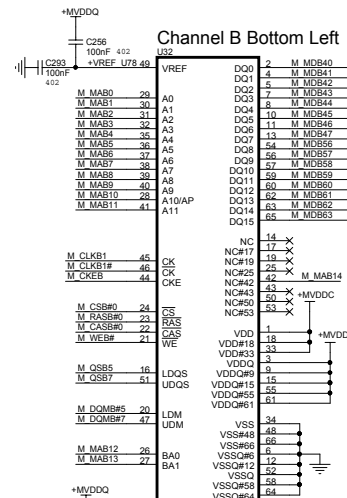 +MVDDQ
C256
100nF 402
Channel B Bottom Left
U32
C293
100nF
402
+VREF_U78 49 VREF
M_MAB0 29 A0
M_MAB1 30 A1
M_MAB2 31 A2
M_MAB3 32 A3
M_MAB4 35 A4
M_MAB5 36 A5
M_MAB6 37 A6
M_MAB7 38 A7
M_MAB8 39 A8
M_MAB9 40 A9
M_MAB10 28 A10/AP
M_MAB11 41 A11
M_CLKB1 45 CK
M_CLKB1# 46 CK
M_CKEB 44 CKE
M_CSB#0 24 CS
M_RASB#0 23 RAS
M_CASB#0 22 CAS
M_WEB# 21 WE
M_QSB5 16 LDQS
M_QSB7 51 UDQS
M_DQMB#5 20 LDM
M_DQMB#7 47 UDM
M_MAB12 26 BA0
M_MAB13 27 BA1
+MVDDQ
DQ0 2 M_MDB40
DQ1 4 M_MDB41
DQ2 5 M_MDB42
DQ3 7 M_MDB43
DQ4 8 M_MDB44
DQ5 10 M_MDB45
DQ6 11 M_MDB46
DQ7 13 M_MDB47
DQ8 54 M_MDB56
DQ9 56 M_MDB57
DQ10 57 M_MDB58
DQ11 59 M_MDB59
DQ12 60 M_MDB60
DQ13 62 M_MDB61
DQ14 63 M_MDB62
DQ15 65 M_MDB63
NC 14
NC#17 17
NC#19 19
NC#25 25
NC#42 42 M_MAB14
NC#43 43
NC#50 50
NC#53 53
+MVDDC
VDD 1
VDD#18 18
VDD#33 33
+MVDD
VDDQ 3
VDDQ#9 9
VDDQ#15 15
VDDQ#55 55
VDDQ#61 61
VSS 34
VSS#48 48
VSS#66 66
VSSQ#6 6
VSSQ#12 12
VSSQ 52
VSSQ#58 58
VSSQ#64 64